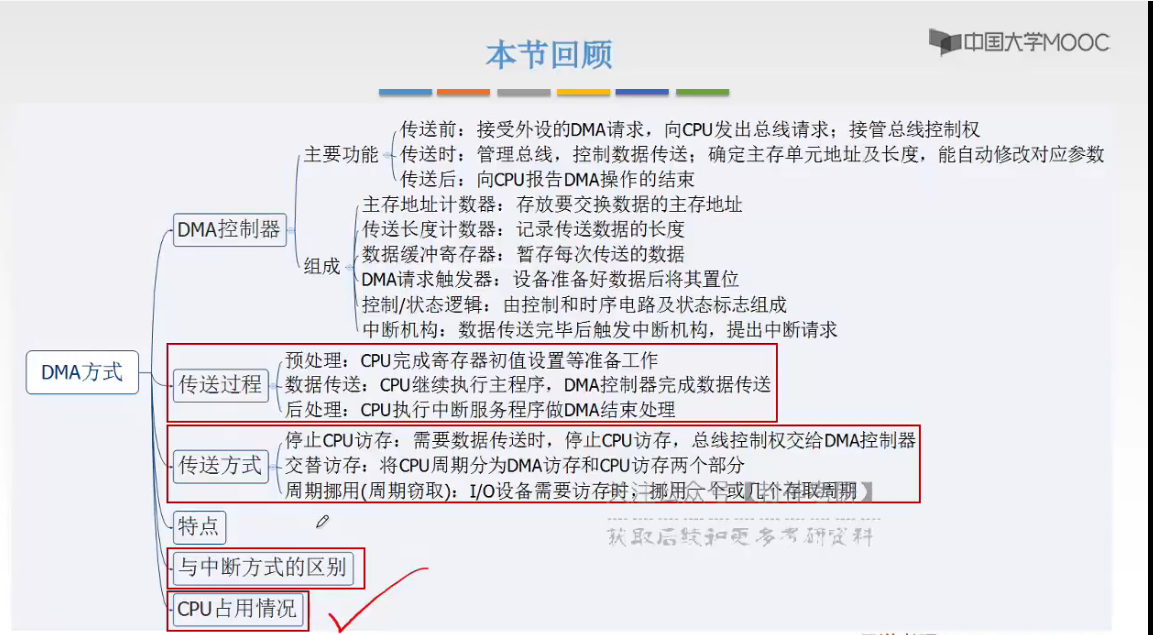 本节回顾
中国大学MOOC
传送前：接受外设的DMA请求，向CPU发出总线请求；接管总线控制权
主要功能
传送时：管理总线，控制数据传送；确定主存单元地址及长度，能自动修改对应参数
传送后：向CPU报告DMA操作的结束
DMA控制器
主存地址计数器：存放要交换数据的主存地址
传送长度计数器：记录传送数据的长度
数据缓冲寄存器：暂存每次传送的数据
组成
DMA请求触发器：设备准备好数据后将其置位
控制/状态逻辑：由控制和时序电路及状态标志组成
中断机构：数据传送完毕后触发中断机构，提出中断请求
DMA方式
预处理：CPU完成寄存器初值设置等准备工作
传送过程
数据传送：CPU继续执行主程序，DMA控制器完成数据传送
后处理：CPU执行中断服务程序做DMA结束处理
停止CPU访存：需要数据传送时，停止CPU访存，总线控制权交给DMA控制器
传送方式
交替访存：将CPU周期分为DMA访存和CPU访存两个部分
周期挪用(周期窃取)：I/O设备需要访存时，挪用一个或几个存取周期
特点
获取后续和更多考研资料
与中断方式的区别
CPU占用情况